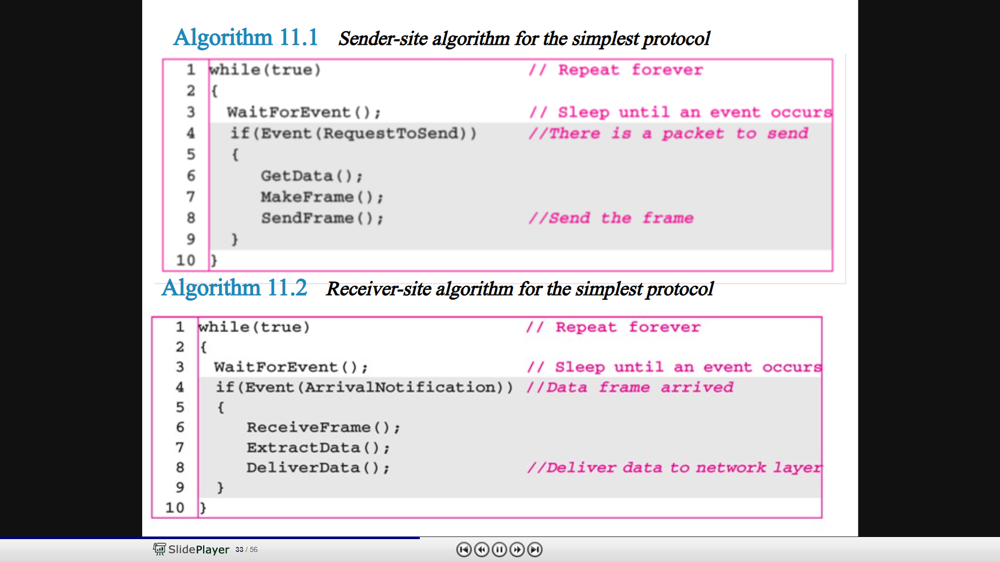 Algorithm 11.1 Sender-site algorithm for the simplest protocol
1 while(true) // Repeat forever
2 {
3 WaitForEvent(); // Sleep until an event occurs
4 if(Event(RequestToSend)) //There is a packet to send
5 {
6 GetData();
7 MakeFrame();
8 SendFrame(); //Send the frame
9 }
10 }
Algorithm 11.2 Receiver-site algorithm for the simplest protocol
1 while(true) // Repeat forever
2 {
3 WaitForEvent(); // Sleep until an event occurs
4 if(Event(ArrivalNotification)) //Data frame arrived
5 {
6 ReceiveFrame();
7 ExtractData();
8 DeliverData(); //Deliver data to network layer
9 }
10 }
SlidePlayer 33 / 56